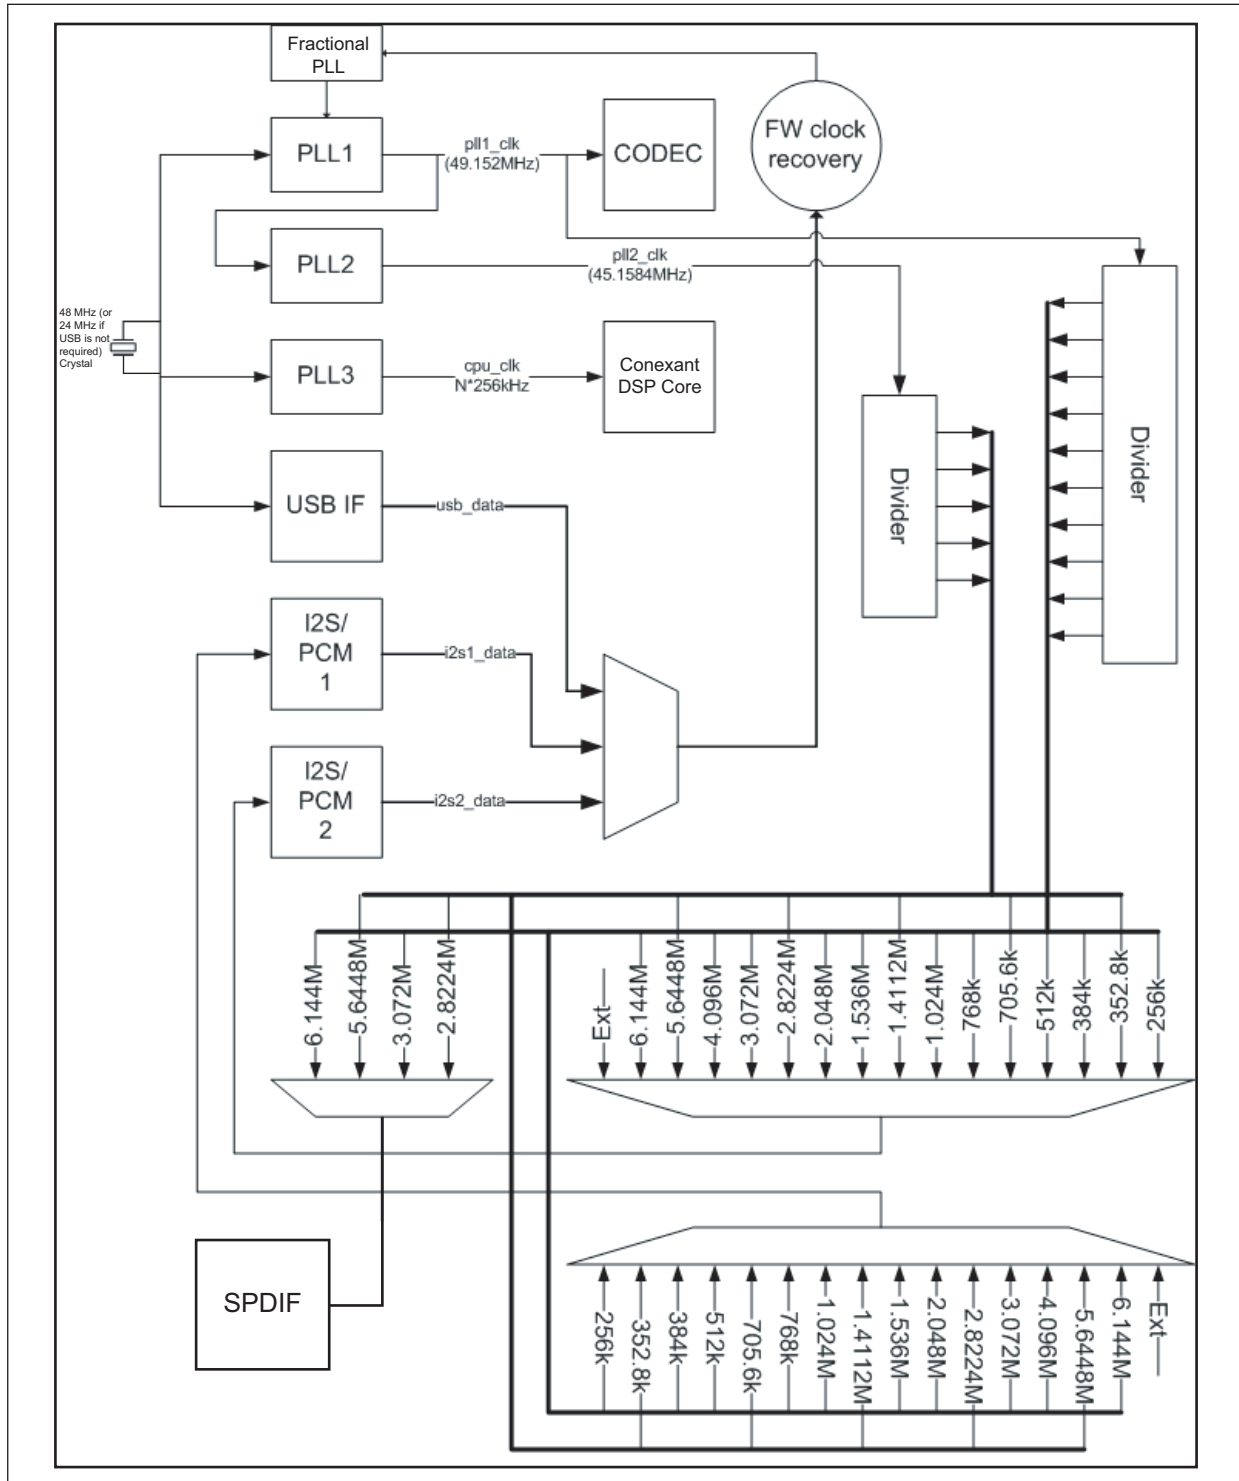 Fractional
PLL
PLL1
pll1_clk
(49.152MHz)
CODEC
FW clock
recovery
PLL2
pll2_clk
(45.1584MHz)
48 MHz (or
24 MHz if
USB is not
required)
Crystal
PLL3
cpu_clk
N*256kHz
Conexant
DSP Core
Divider
Divider
USB IF
usb_data
I2S/
PCM
1
i2s1_data
I2S/
PCM
2
i2s2_data
6.144M
5.6448M
3.072M
2.8224M
Ext
6.144M
5.6448M
4.096M
3.072M
2.8224M
2.048M
1.536M
1.4112M
1.024M
768k
705.6k
512k
384k
352.8k
256k
SPDIF
256k
352.8k
384k
512k
705.6k
768k
1.024M
1.4112M
1.536M
2.048M
2.8224M
3.072M
4.096M
5.6448M
6.144M
Ext